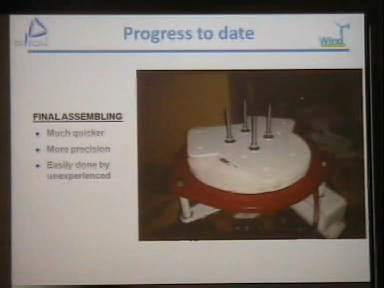 Progress to date
Wind
FINAL ASSEMBLING
• Much quicker
• More precision
• Easily done by
unexperienced